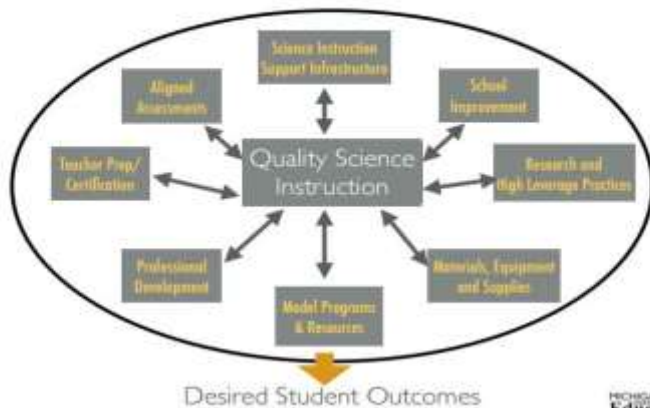 Science Instruction
Support Infrastructure
Aligned
Assessments
School
Improvement
Quality Science
Instruction
Teacher Prep/
Certification
Research and
High Leverage Practices
Professional
Development
Materials, Equipment
and Supplies
Model Programs
& Resources
Desired Student Outcomes